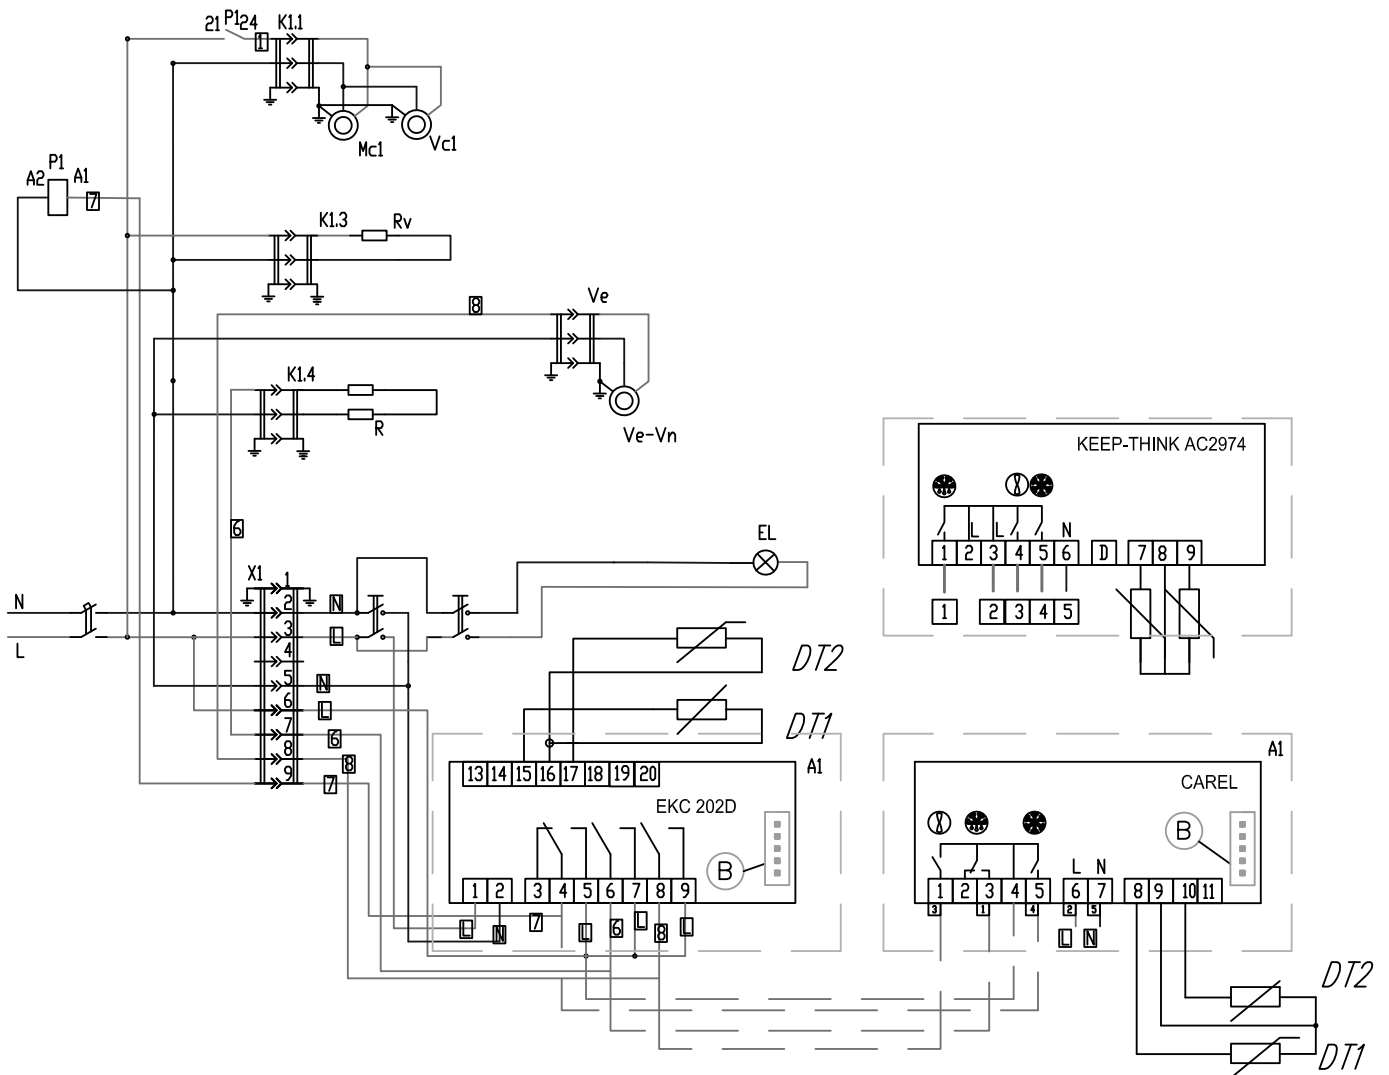 21 P1 24 K1.1
1
Mc1 Vc1
P1
A2 A1
7
K1.3 Rv
8 Ve
K1.4
R
Ve-Vn
KEEP-THINK AC2974
L L N
1 2 3 4 5 6 D 7 8 9
1 2 3 4 5
6
EL
X1 1
N 2 N
L 3 L
4
5 N
6 L
7 6
8 8
9 7
DT2
DT1
A1
13 14 15 16 17 18 19 20
EKC 202D
B
1 2 3 4 5 6 7 8 9
L N 7 L 6 L 8 L
A1
CAREL
B
L N
1 2 3 4 5 6 7 8 9 10 11
3 1 4 2 5
L N
DT2
DT1